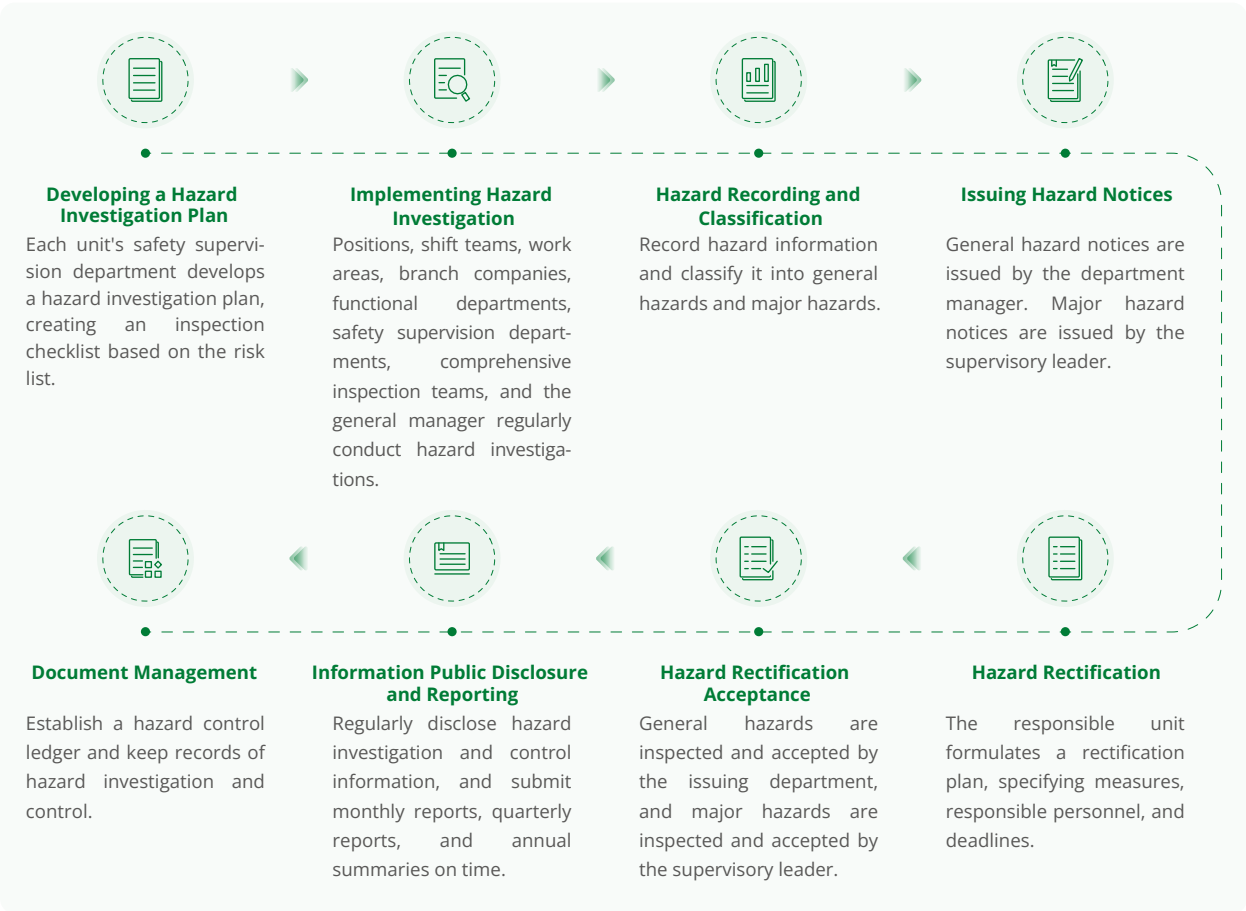 Developing a Hazard
Investigation Plan
Each unit's safety supervi-
sion department develops
a hazard investigation plan,
creating an inspection
checklist based on the risk
list.
Implementing Hazard
Investigation
Positions, shift teams, work
areas, branch companies,
functional departments,
safety supervision depart-
ments, comprehensive
inspection teams, and the
general manager regularly
conduct hazard investiga-
tions.
Hazard Recording and
Classification
Record hazard information
and classify it into general
hazards and major hazards.
Issuing Hazard Notices
General hazard notices are
issued by the department
manager. Major hazard
notices are issued by the
supervisory leader.
Hazard Rectification
The responsible unit
formulates a rectification
plan, specifying measures,
responsible personnel, and
deadlines.
Hazard Rectification
Acceptance
General hazards are
inspected and accepted by
the issuing department,
and major hazards are
inspected and accepted by
the supervisory leader.
Information Public Disclosure
and Reporting
Regularly disclose hazard
investigation and control
information, and submit
monthly reports, quarterly
reports, and annual
summaries on time.
Document Management
Establish a hazard control
ledger and keep records of
hazard investigation and
control.